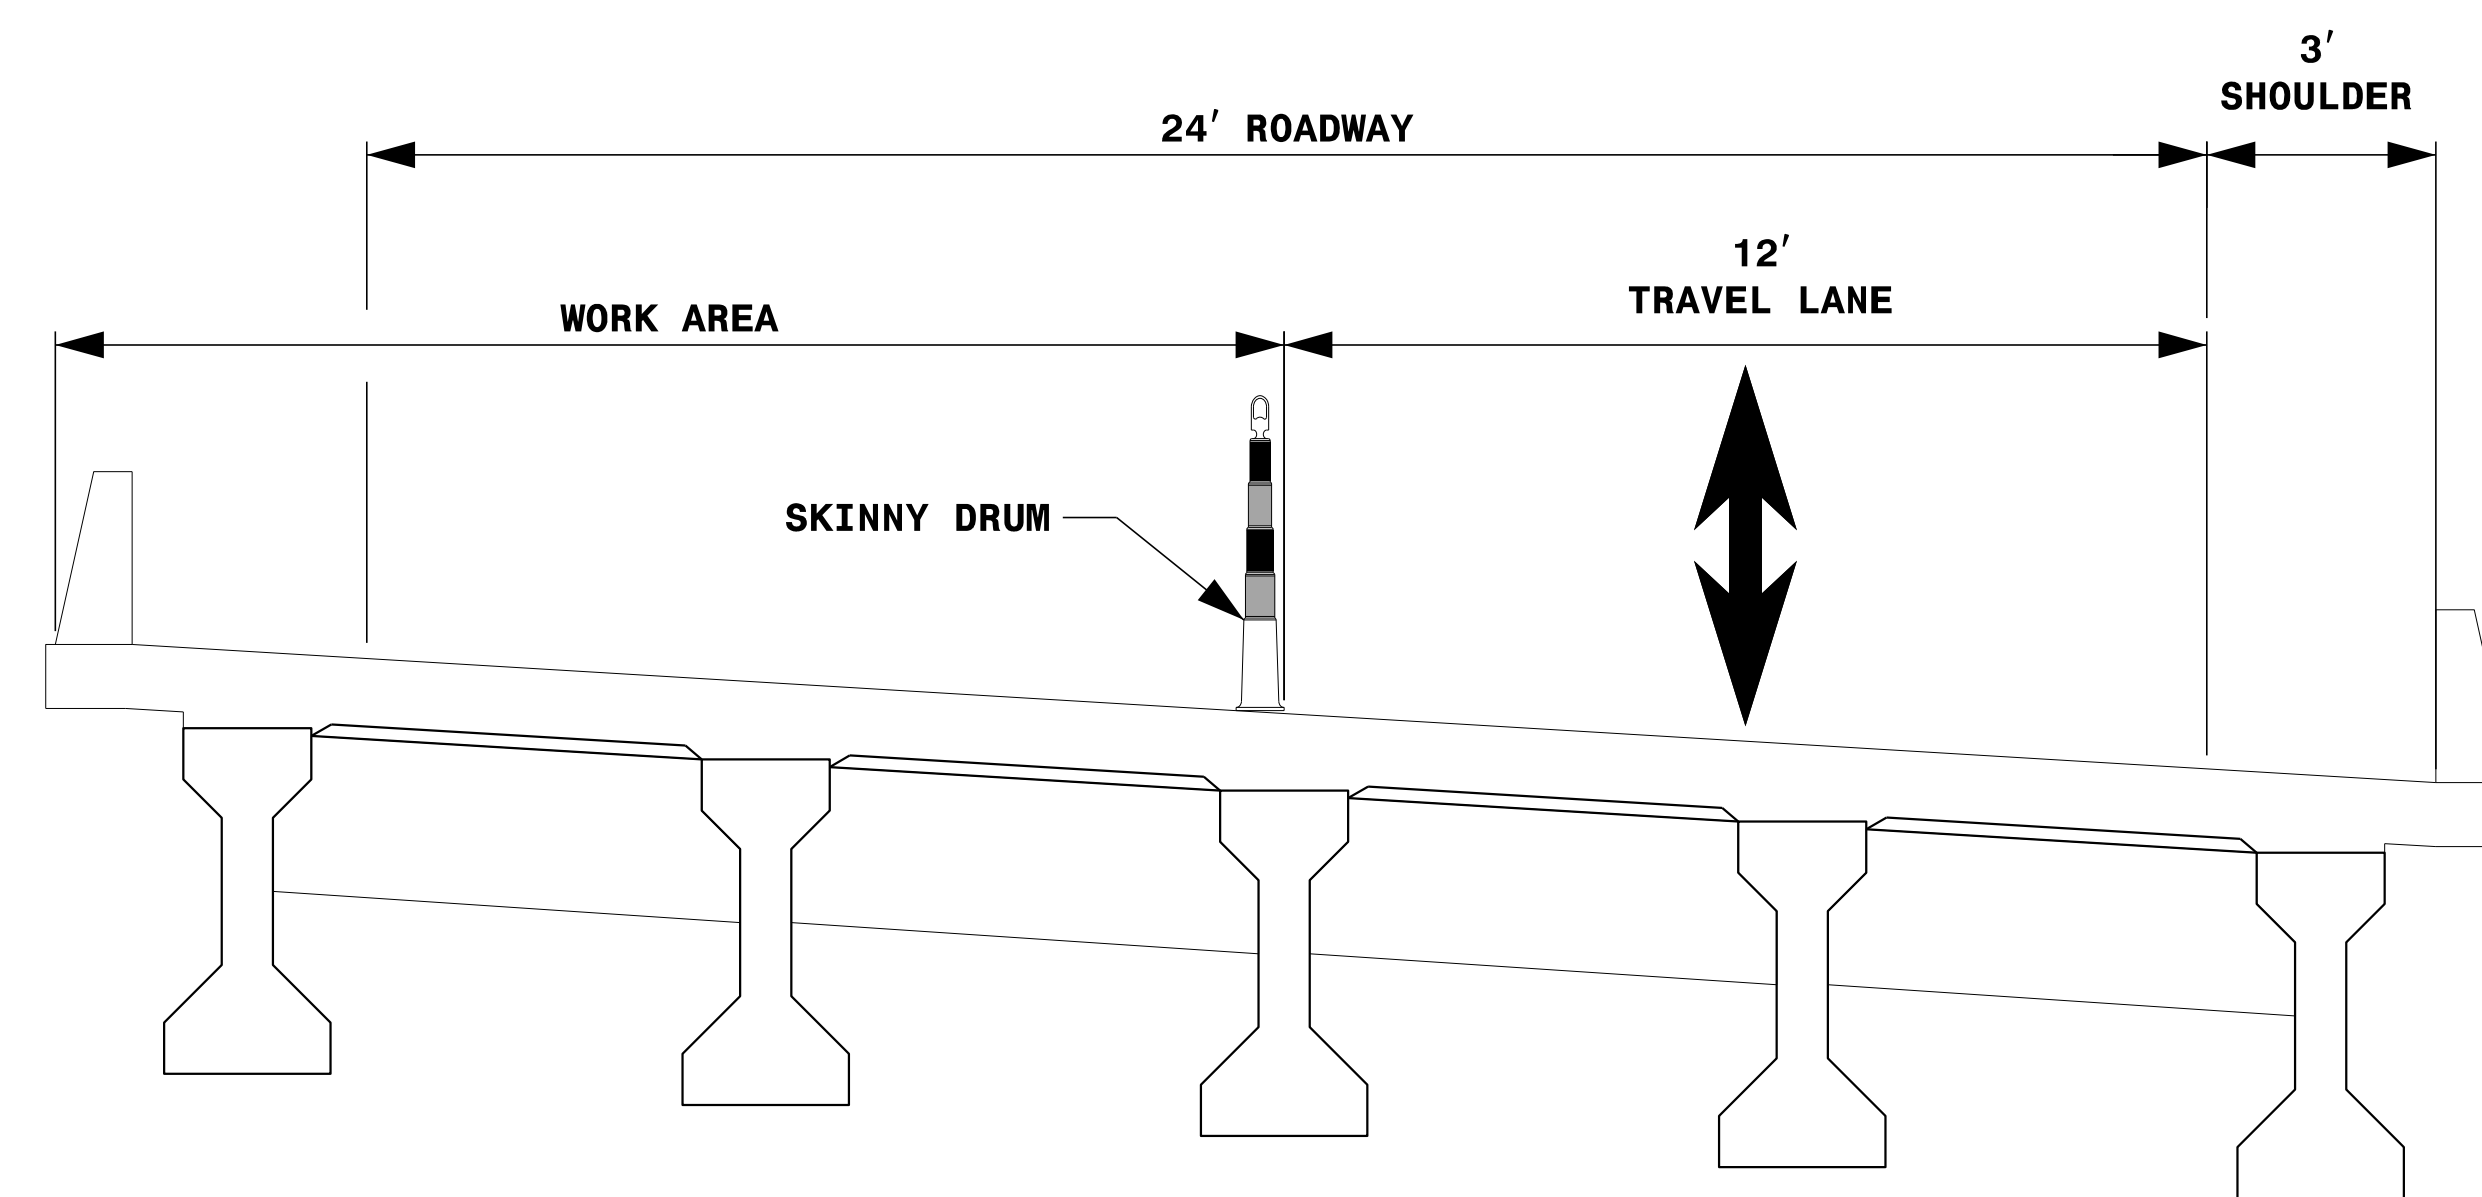 3'
SHOULDER
24' ROADWAY
12'
TRAVEL LANE
WORK AREA
SKINNY DRUM